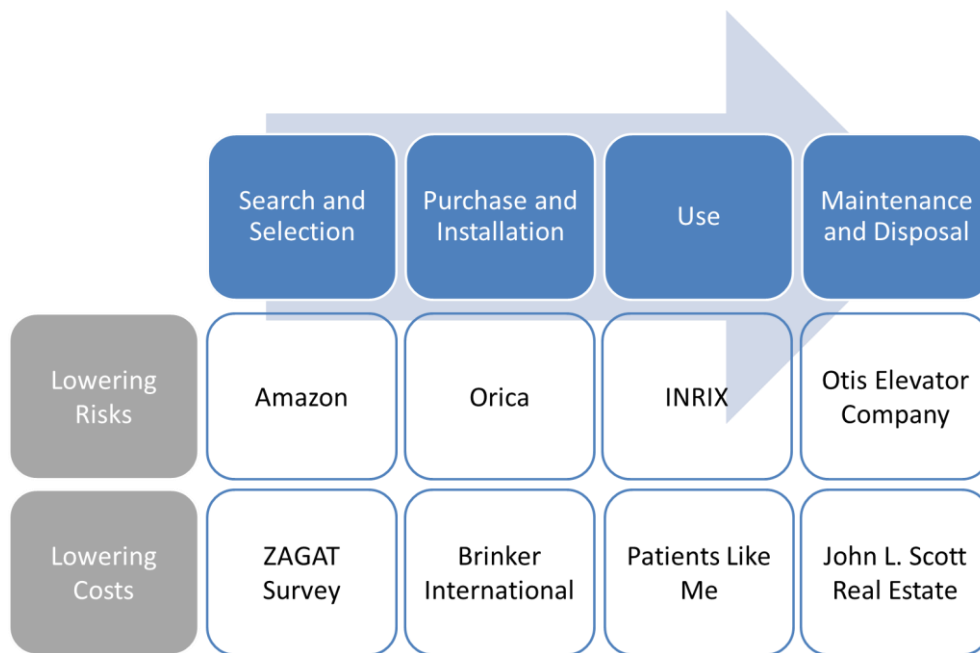 Search and
Selection
Purchase and
Installation
Use
Maintenance
and Disposal
Lowering
Risks
Amazon
Orica
INRIX
Otis Elevator
Company
Lowering
Costs
ZAGAT
Survey
Brinker
International
Patients Like
Me
John L. Scott
Real Estate